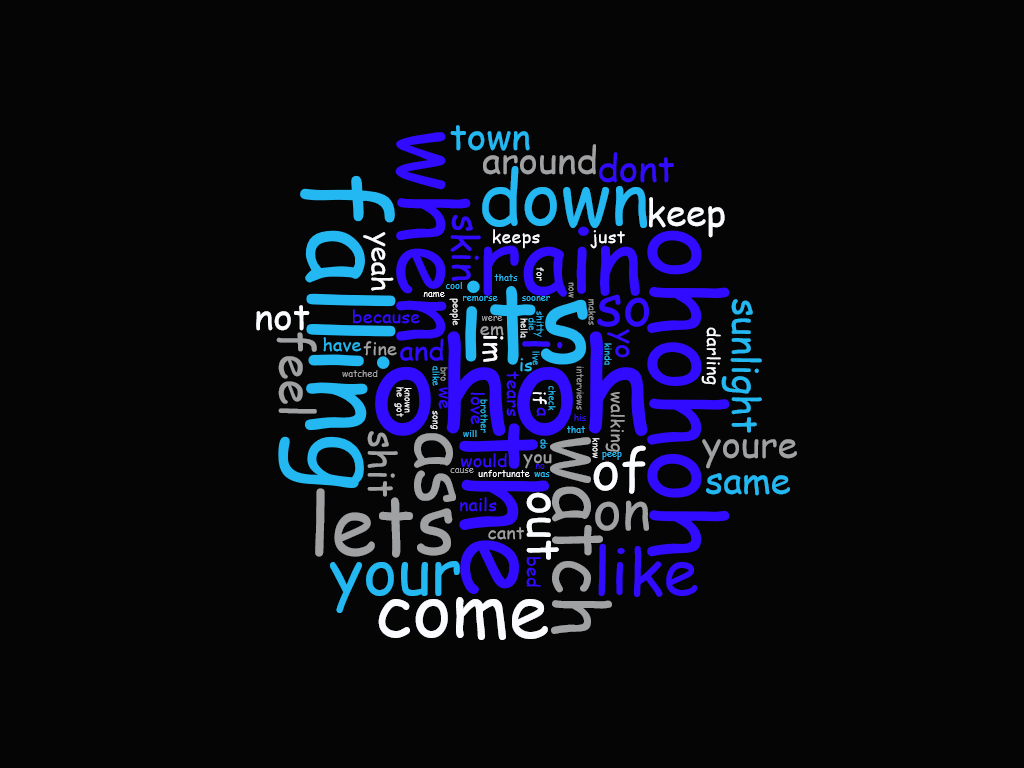 town
around
dont
when
down
keep
falling
skin
keeps
just
yeah
rain
ohohoh
for
cool
thats
now
name
remorse
sooner
people
its
makes
so
sunlight
not
because
were
shitty
die
hella
em
im
yo
darling
feel
have
fine
and
i
live
kinda
is
watched
bro
alike
ohoh
tears
interviews
known
he got
we
love
brother
if
a
check
walking
song
his
that
will
shit
ass
the
do
know
youre
watch
would
you
peep
of
cause
unfortunate
no
was
same
lets
nails
out
on
cant
your
bed
like
come